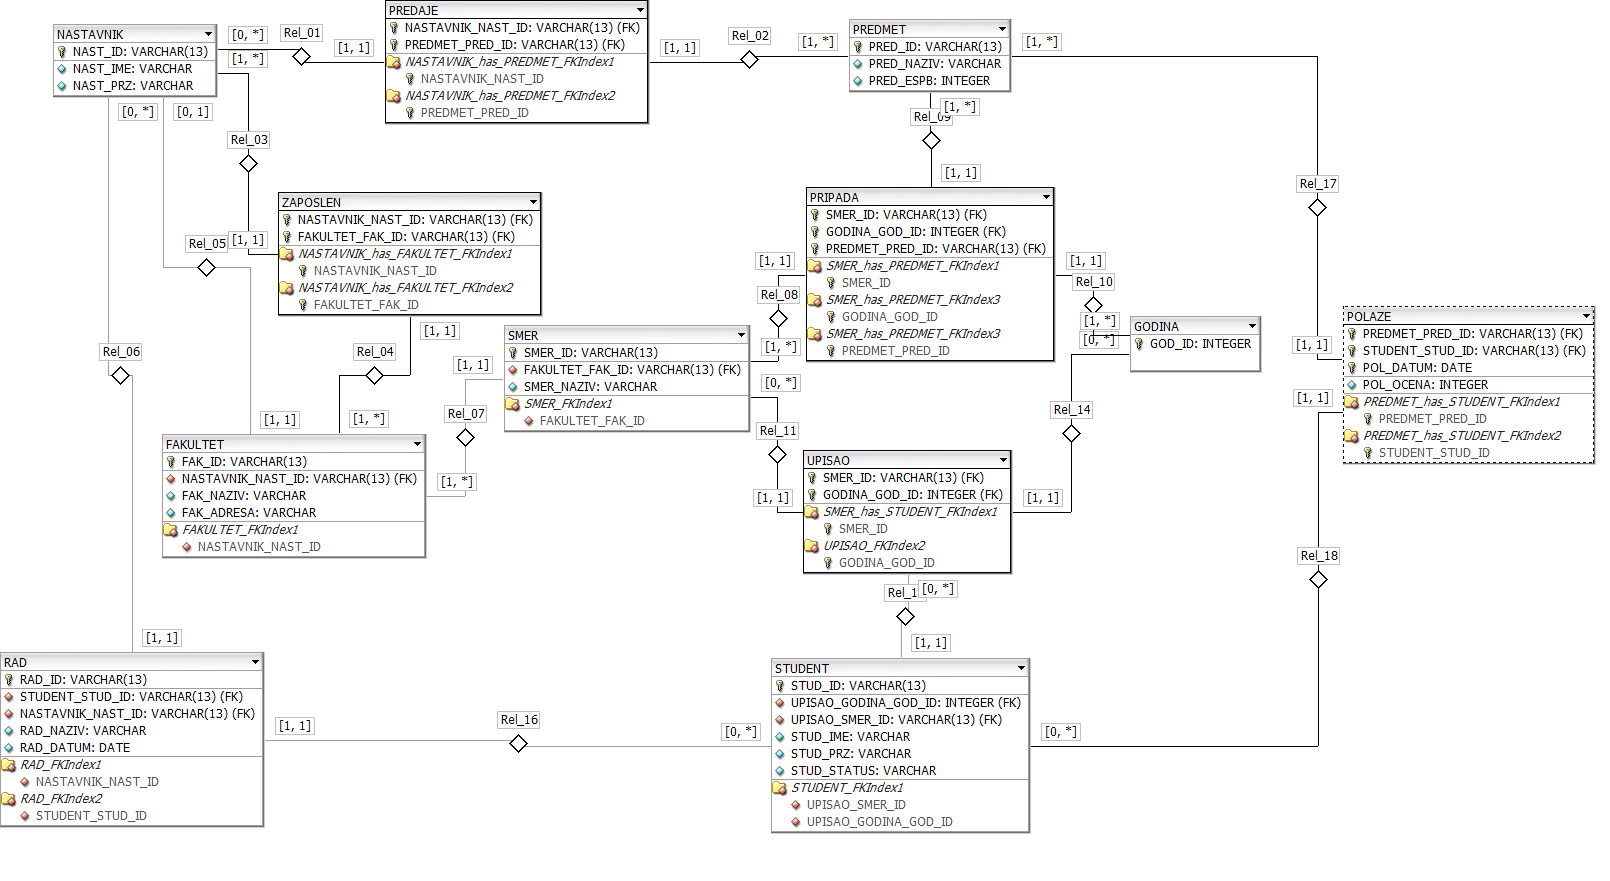 NASTAVNIK
NAST_ID: VARCHAR(13)
NAST_IME: VARCHAR
NAST_PRZ: VARCHAR
[0, *]
Rel_01
[1, 1]
[1, *]
[0, *]
[0, 1]
PREDAJE
NASTAVNIK_NAST_ID: VARCHAR(13) (FK)
PREDMET_PRED_ID: VARCHAR(13) (FK)
NASTAVNIK_has_PREDMET_FKIndex1
NASTAVNIK_NAST_ID
NASTAVNIK_has_PREDMET_FKIndex2
PREDMET_PRED_ID
[1, 1]
Rel_02
[1, *]
PREDMET
PRED_ID: VARCHAR(13)
PRED_NAZIV: VARCHAR
PRED_ESPB: INTEGER
[1, *]
[1, *]
Rel_09
[1, 1]
Rel_03
[1, 1]
Rel_05
ZAPOSLEN
NASTAVNIK_NAST_ID: VARCHAR(13) (FK)
FAKULTET_FAK_ID: VARCHAR(13) (FK)
NASTAVNIK_has_FAKULTET_FKIndex1
NASTAVNIK_NAST_ID
NASTAVNIK_has_FAKULTET_FKIndex2
FAKULTET_FAK_ID
[1, 1]
Rel_04
[1, *]
Rel_06
[1, 1]
PRIPADA
SMER_ID: VARCHAR(13) (FK)
GODINA_GOD_ID: INTEGER (FK)
PREDMET_PRED_ID: VARCHAR(13) (FK)
SMER_has_PREDMET_FKIndex1
SMER_ID
SMER_has_PREDMET_FKIndex3
GODINA_GOD_ID
SMER_has_PREDMET_FKIndex3
PREDMET_PRED_ID
[1, 1]
Rel_08
[1, *]
[1, 1]
Rel_10
[1, *]
[0, *]
GODINA
GOD_ID: INTEGER
Rel_17
[1, 1]
POLAZE
PREDMET_PRED_ID: VARCHAR(13) (FK)
STUDENT_STUD_ID: VARCHAR(13) (FK)
POL_DATUM: DATE
POL_OCENA: INTEGER
PREDMET_has_STUDENT_FKIndex1
PREDMET_PRED_ID
PREDMET_has_STUDENT_FKIndex2
STUDENT_STUD_ID
[1, 1]
SMER
SMER_ID: VARCHAR(13)
FAKULTET_FAK_ID: VARCHAR(13) (FK)
SMER_NAZIV: VARCHAR
SMER_FKIndex1
FAKULTET_FAK_ID
[1, 1]
Rel_07
[1, *]
[0, *]
Rel_11
[1, 1]
Rel_14
[1, 1]
FAKULTET
FAK_ID: VARCHAR(13)
NASTAVNIK_NAST_ID: VARCHAR(13) (FK)
FAK_NAZIV: VARCHAR
FAK_ADRESA: VARCHAR
FAKULTET_FKIndex1
NASTAVNIK_NAST_ID
UPISAO
SMER_ID: VARCHAR(13) (FK)
GODINA_GOD_ID: INTEGER (FK)
SMER_has_STUDENT_FKIndex1
SMER_ID
UPISAO_FKIndex2
GODINA_GOD_ID
[0, *]
[1, 1]
Rel_18
[1, 1]
RAD
RAD_ID: VARCHAR(13)
STUDENT_STUD_ID: VARCHAR(13) (FK)
NASTAVNIK_NAST_ID: VARCHAR(13) (FK)
RAD_NAZIV: VARCHAR
RAD_DATUM: DATE
RAD_FKIndex1
NASTAVNIK_NAST_ID
RAD_FKIndex2
STUDENT_STUD_ID
[1, 1]
Rel_16
[0, *]
STUDENT
STUD_ID: VARCHAR(13)
UPISAO_GODINA_GOD_ID: INTEGER (FK)
UPISAO_SMER_ID: VARCHAR(13) (FK)
STUD_IME: VARCHAR
STUD_PRZ: VARCHAR
STUD_STATUS: VARCHAR
STUDENT_FKIndex1
UPISAO_SMER_ID
UPISAO_GODINA_GOD_ID
[0, *]